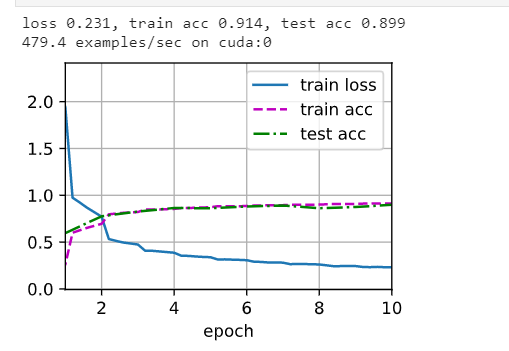 loss 0.231, train acc 0.914, test acc 0.899
479.4 examples/sec on cuda:0
train loss
train acc
test acc
2.0
1.5
1.0
0.5
0.0
2 4 6 8 10
epoch